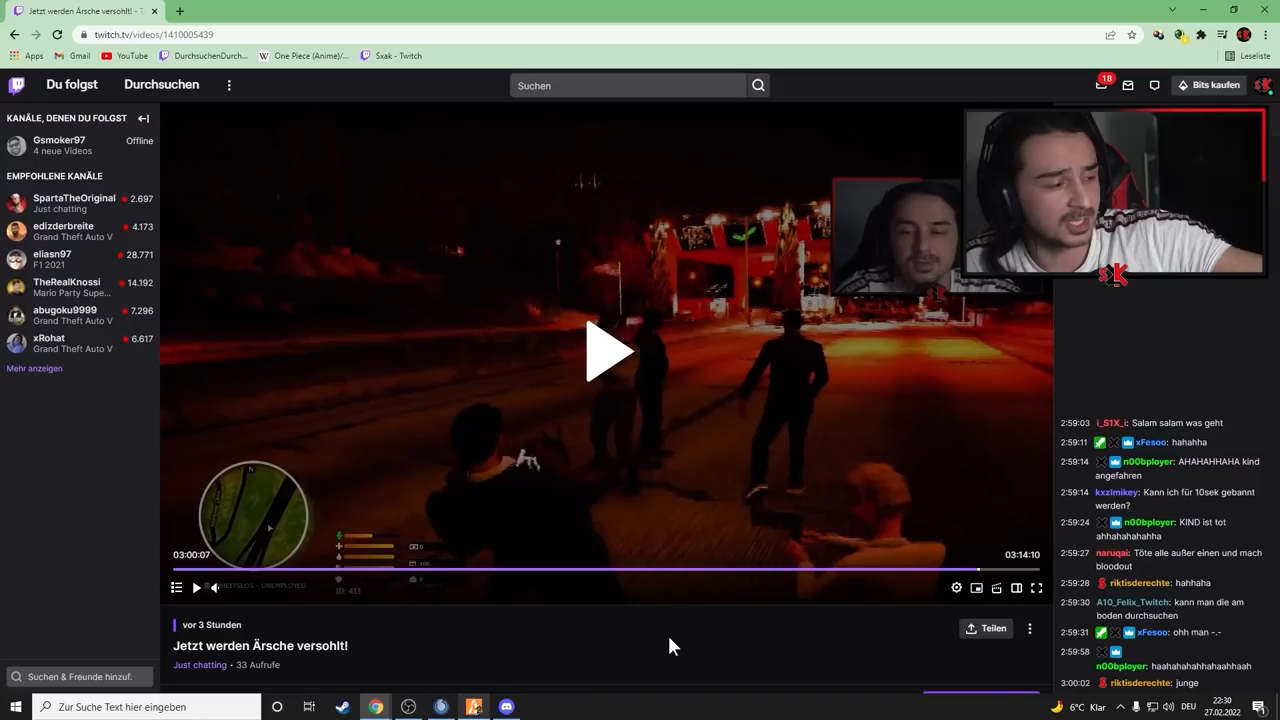 Jetzt werden Ärsche versohlt! - T
twitch.tv/videos/1410005439
Apps
Gmail
YouTube
DurchsuchenDurch...
One Piece (Anime)/...
Sxak - Twitch
Leseliste
Du folgst
Durchsuchen
Suchen
18
Bits kaufen
KANÄLE, DENEN DU FOLGST
Gsmoker97
Offline
4 neue Videos
EMPFOHLENE KANÄLE
SpartaTheOriginal
2.697
Just chatting
edizderbreite
4.173
Grand Theft Auto V
eliasn97
28.771
F1 2021
TheRealKnossi
14.192
Mario Party Supe...
abugoku9999
7.296
Grand Theft Auto V
xRohat
6.617
Grand Theft Auto V
Mehr anzeigen
Suchen & Freunde hinzuf.
N
03:00:07
03:14:10
ARBEITSLOS - UNEMPLOYED
ID: 413
vor 3 Stunden
Teilen
Jetzt werden Ärsche versohlt!
Just chatting • 33 Aufrufe
2:59:03 i_S1X_i: Salam salam was geht
2:59:11 xFesoo: hahahha
2:59:14 n00bployer: AHAHAHHAHA kind
angefahren
2:59:14 kxzlmikey: Kann ich für 10sek gebannt
werden?
2:59:24 n00bployer: KIND ist tot
ahhahahahahha
2:59:27 naruqai: Töte alle außer einen und mach
bloodout
2:59:28 riktisderechte: hahhaha
2:59:30 A10_Felix_Twitch: kann man die am
boden durchsuchen
2:59:31 xFesoo: ohh man -.-
2:59:58
n00bployer: haahahahahhahaahhaah
3:00:02 riktisderechte: junge
Zur Suche Text hier eingeben
6°C Klar
DEU
22:30
27.02.2022
1